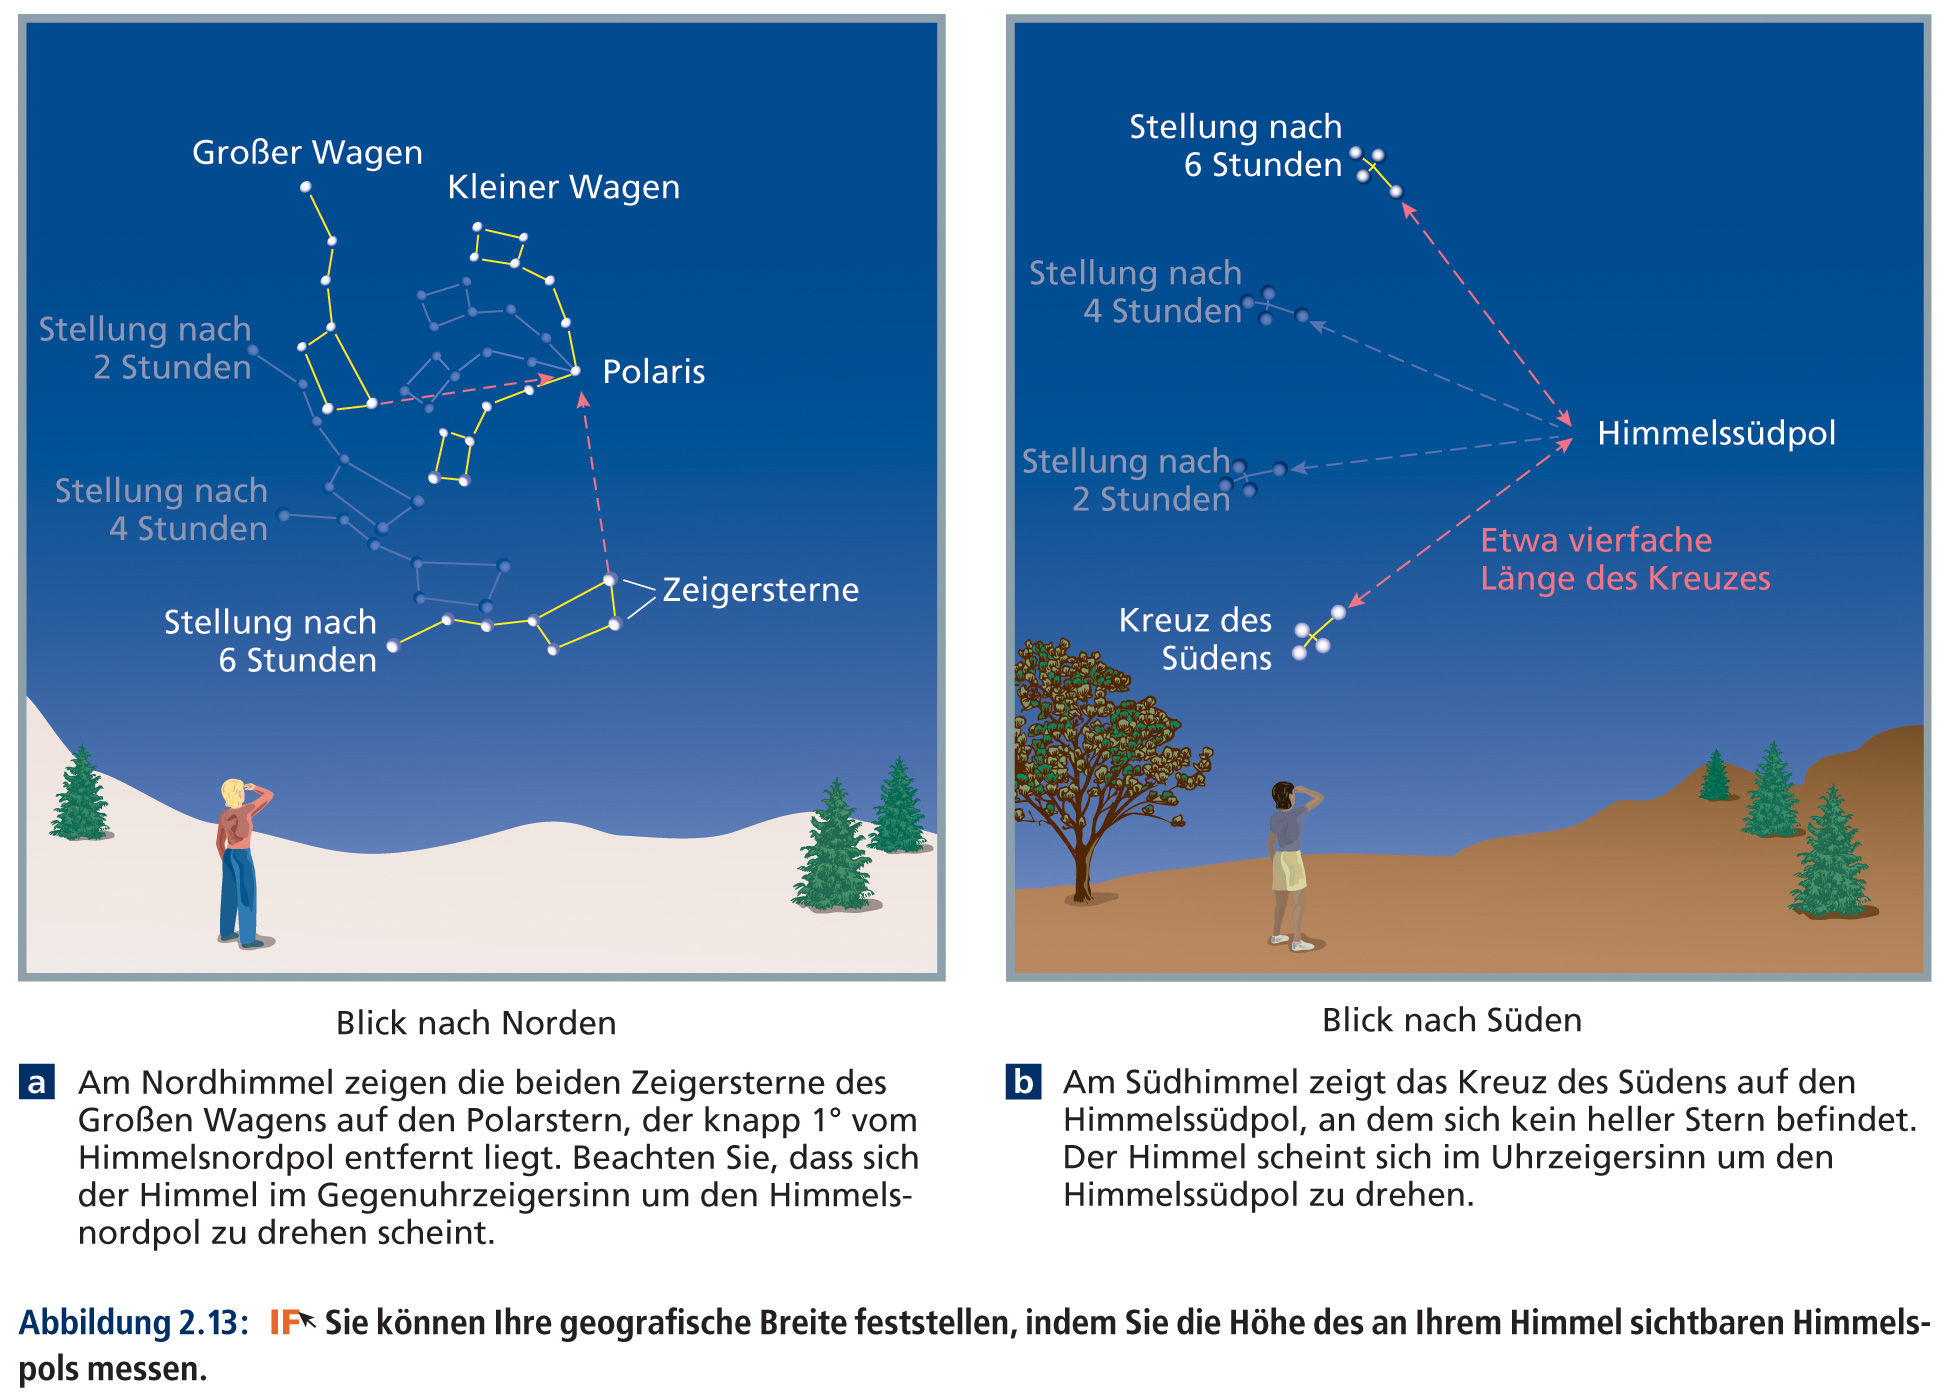 Großer Wagen
Kleiner Wagen
Stellung nach
2 Stunden
Polaris
Stellung nach
4 Stunden
Zeigersterne
Stellung nach
6 Stunden
Blick nach Norden
a Am Nordhimmel zeigen die beiden Zeigersterne des
Großen Wagens auf den Polarstern, der knapp 1° vom
Himmelsnordpol entfernt liegt. Beachten Sie, dass sich
der Himmel im Gegenuhrzeigersinn um den Himmels-
nordpol zu drehen scheint.
Stellung nach
6 Stunden
Stellung nach
4 Stunden
Himmelssüdpol
Stellung nach
2 Stunden
Etwa vierfache
Länge des Kreuzes
Kreuz des
Südens
Blick nach Süden
b Am Südhimmel zeigt das Kreuz des Südens auf den
Himmelssüdpol, an dem sich kein heller Stern befindet.
Der Himmel scheint sich im Uhrzeigersinn um den
Himmelssüdpol zu drehen.
Abbildung 2.13: IF Sie können Ihre geografische Breite feststellen, indem Sie die Höhe des an Ihrem Himmel sichtbaren Himmels-
pols messen.